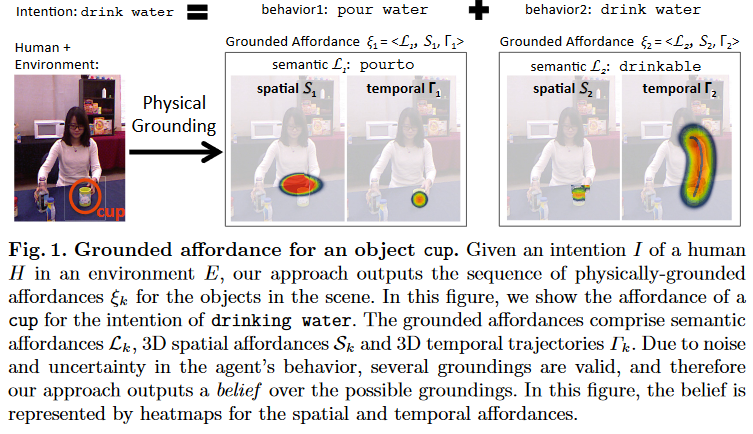 Intention: drink water = behavior1: pour water + behavior2: drink water
Human +
Environment:
Grounded Affordance ξ₁ = <ℒ₁, S₁, Γ₁>
Grounded Affordance ξ₂ = <ℒ₂, S₂, Γ₂>
semantic ℒ₁: pourto
semantic ℒ₂: drinkable
spatial S₁
temporal Γ₁
spatial S₂
temporal Γ₂
Physical
Grounding
cup
Fig. 1. Grounded affordance for an object cup. Given an intention I of a human
H in an environment E, our approach outputs the sequence of physically-grounded
affordances ξₖ for the objects in the scene. In this figure, we show the affordance of a
cup for the intention of drinking water. The grounded affordances comprise semantic
affordances ℒₖ, 3D spatial affordances 𝒮ₖ and 3D temporal trajectories Γₖ. Due to noise
and uncertainty in the agent's behavior, several groundings are valid, and therefore
our approach outputs a belief over the possible groundings. In this figure, the belief is
represented by heatmaps for the spatial and temporal affordances.